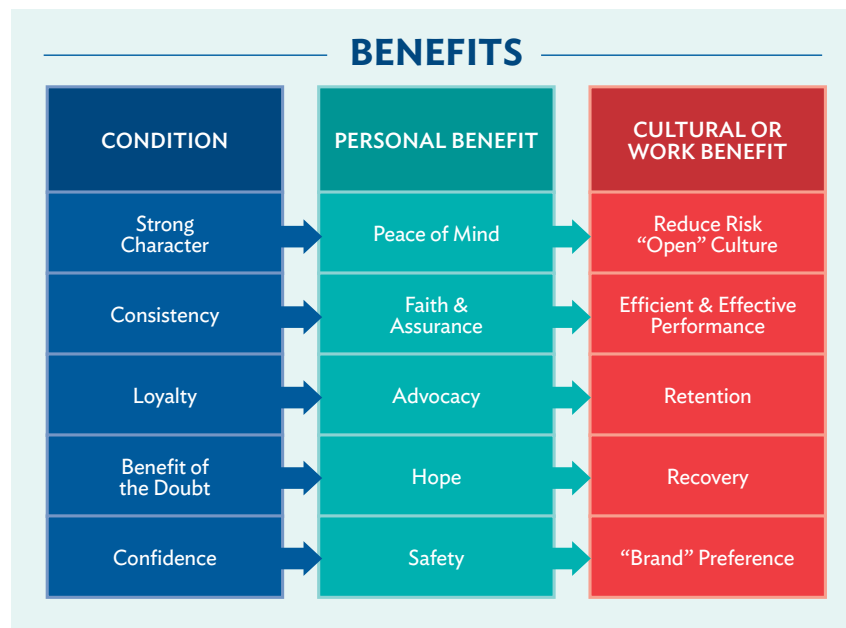 BENEFITS
CONDITION
PERSONAL BENEFIT
CULTURAL OR
WORK BENEFIT
Strong
Character
Peace of Mind
Reduce Risk
“Open” Culture
Consistency
Faith &
Assurance
Efficient & Effective
Performance
Loyalty
Advocacy
Retention
Benefit of
the Doubt
Hope
Recovery
Confidence
Safety
“Brand” Preference